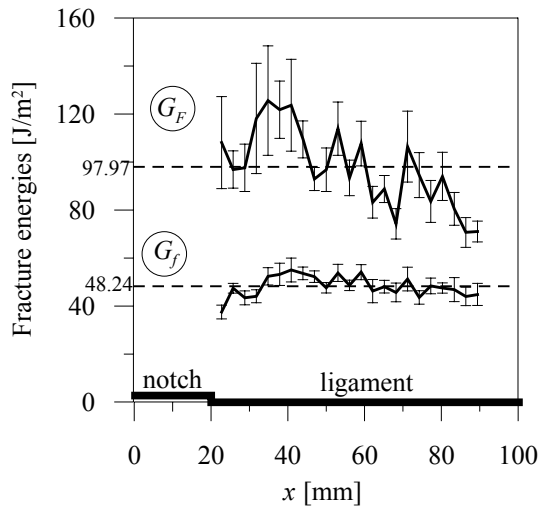 Fracture energies [J/m²]
160
120
G_F
97.97
80
G_f
48.24
40
notch
ligament
0
0 20 40 60 80 100
x [mm]